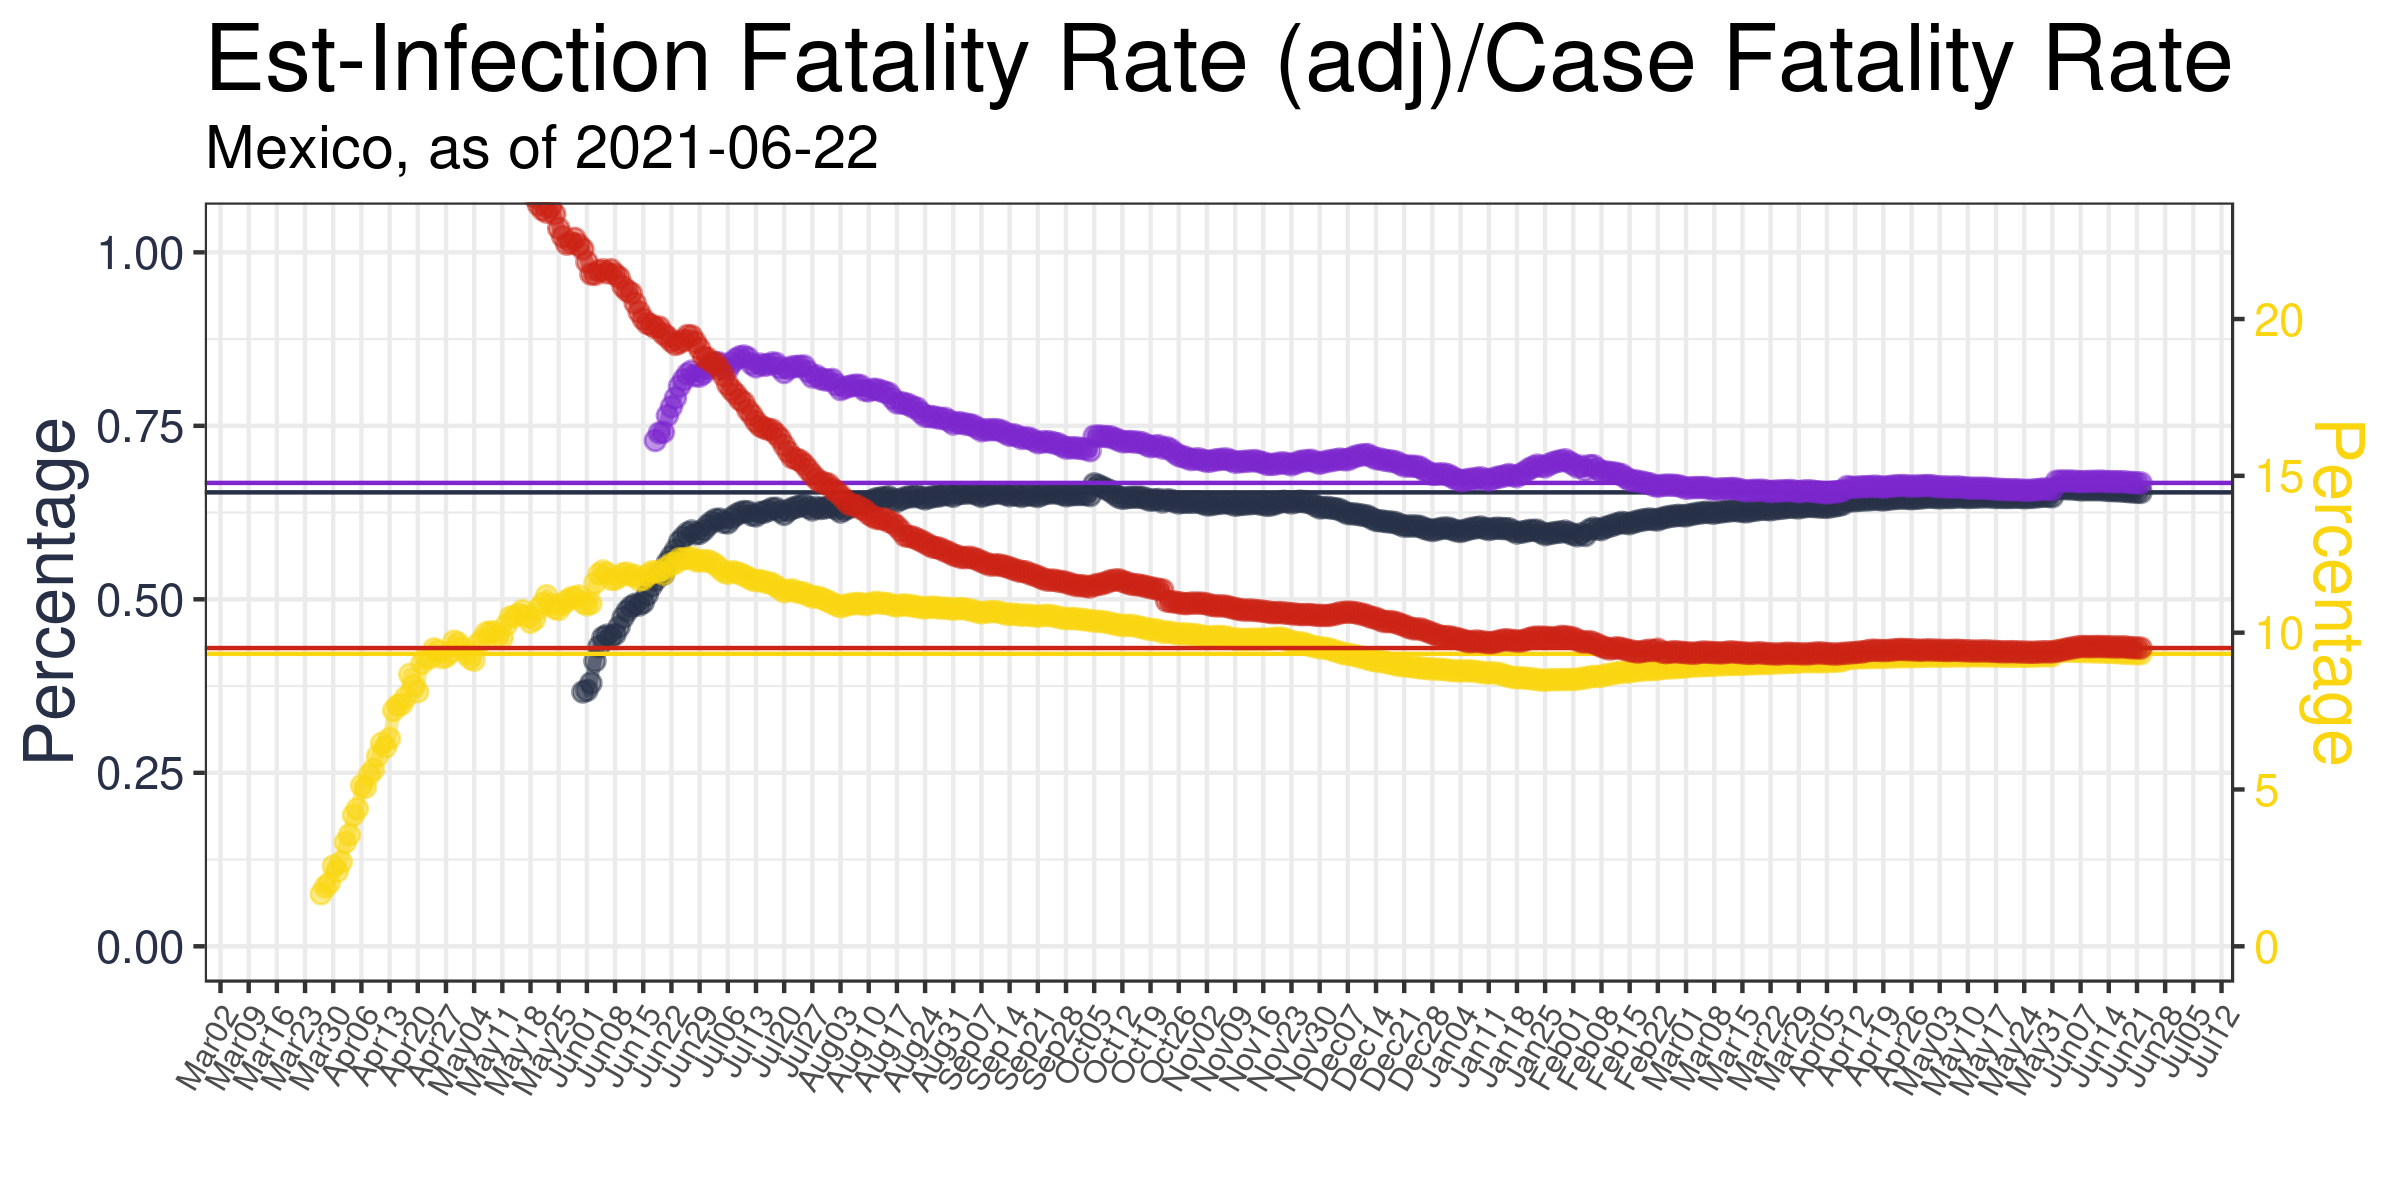 Est-Infection Fatality Rate (adj)/Case Fatality Rate
Mexico, as of 2021-06-22
Percentage
1.00
0.75
0.50
0.25
0.00
Percentage
20
15
10
5
0
Mar02
Mar09
Mar16
Mar23
Mar30
Apr06
Apr13
Apr20
Apr27
May04
May11
May18
May25
Jun01
Jun08
Jun15
Jun22
Jun29
Jul06
Jul13
Jul20
Jul27
Aug03
Aug10
Aug17
Aug24
Aug31
Sep07
Sep14
Sep21
Sep28
Oct05
Oct12
Oct19
Oct26
Nov02
Nov09
Nov16
Nov23
Nov30
Dec07
Dec14
Dec21
Dec28
Jan04
Jan11
Jan18
Jan25
Feb01
Feb08
Feb15
Feb22
Mar01
Mar08
Mar15
Mar22
Mar29
Apr05
Apr12
Apr19
Apr26
May03
May10
May17
May24
May31
May07
Jun14
Jun21
Jun28
Jul05
Jul12